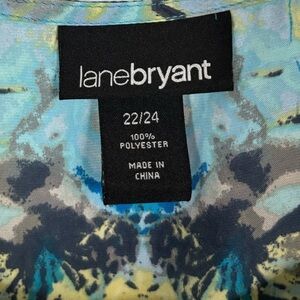 lanebryant
22/24
100%
POLYESTER
MADE IN
CHINA